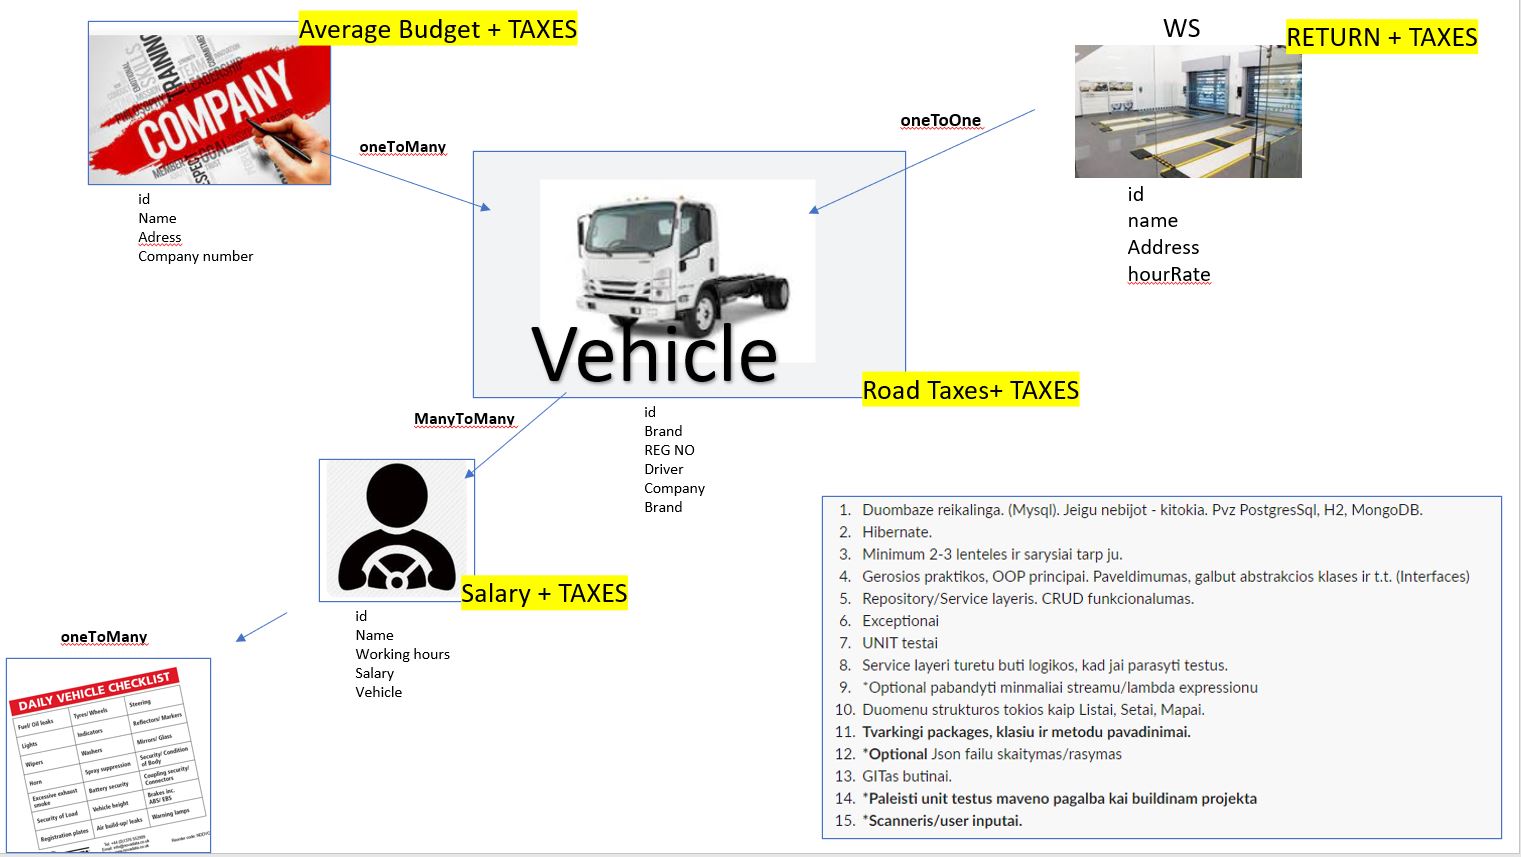 Average Budget + TAXES
WS
RETURN + TAXES
TRAINING
SKILLS
LEADERSHIP
COMPANY
MEMBER
GOAL
oneToMany
oneToOne
id
Name
Adress
Company number
id
name
Address
hourRate
Vehicle
Road Taxes+ TAXES
ManyToMany
id
Brand
REG NO
Driver
Company
Brand
Salary + TAXES
id
Name
Working hours
Salary
Vehicle
oneToMany
DAILY VEHICLE CHECKLIST
Fuel/ Oil leaks Tyres/ Wheels Steering
Lights Indicators Reflectors/ Markers
Wipers Washers Mirrors/ Glass
Horn Spray suppression Security/ Condition of Body
Excessive exhaust smoke Battery security Coupling security/ Connectors
Security of Load Vehicle height Brakes inc. ABS/ EBS
Registration plates Air build-up/ leaks Warning lamps
1. Duombaze reikalinga. (Mysql). Jeigu nebijot - kitokia. Pvz PostgresSql, H2, MongoDB.
2. Hibernate.
3. Minimum 2-3 lenteles ir sarysiai tarp ju.
4. Gerosios praktikos, OOP principai. Paveldimumas, galbut abstrakcios klases ir t.t. (Interfaces)
5. Repository/Service layeris. CRUD funkcionalumas.
6. Exceptionai
7. UNIT testai
8. Service layeri turetu buti logikos, kad jai parasyti testus.
9. *Optional pabandyti minmaliai streamu/lambda expressionu
10. Duomenu strukturos tokios kaip Listai, Setai, Mapai.
11. Tvarkingi packages, klasiu ir metodu pavadinimai.
12. *Optional Json failu skaitymas/rasymas
13. GITas butinai.
14. *Paleisti unit testus maveno pagalba kai buildinam projekta
15. *Scanneris/user inputai.